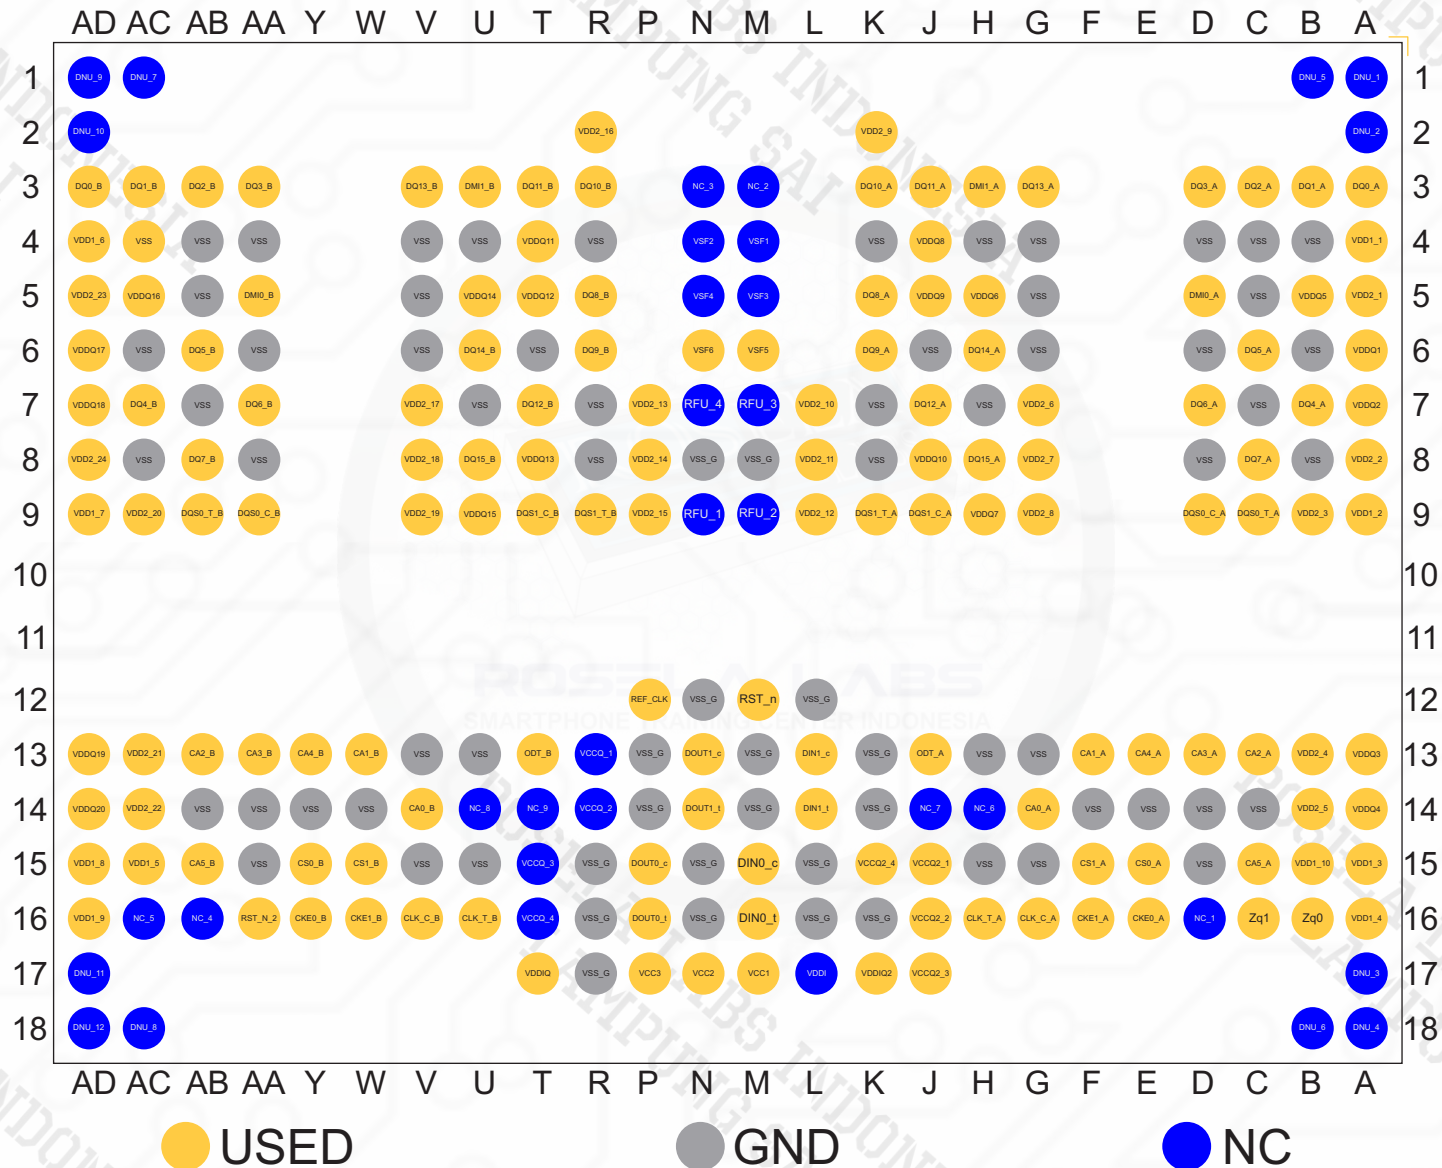 AD AC AB AA Y W V U T R P N M L K J H G F E D C B A
1 DNU_9 DNU_7 DNU_5 DNU_1 1
2 DNU_10 VDD2_16 VDD2_9 DNU_2 2
3 DQ0_B DQ1_B DQ2_B DQ3_B DQ13_B DMI1_B DQ11_B DQ10_B NC_3 NC_2 DQ10_A DQ11_A DMI1_A DQ13_A DQ3_A DQ2_A DQ1_A DQ0_A 3
4 VDD1_6 VSS VSS VSS VSS VSS VDDQ11 VSS VSF2 VSF1 VSS VDDQ8 VSS VSS VSS VSS VSS VDD1_1 4
5 VDD2_23 VDDQ16 VSS DMI0_B VSS VDDQ14 VDDQ12 DQ8_B VSF4 VSF3 DQ8_A VDDQ9 VDDQ6 VSS DMI0_A VSS VDDQ5 VDD2_1 5
6 VDDQ17 VSS DQ5_B VSS VSS DQ14_B VSS DQ9_B VSF6 VSF5 DQ9_A VSS DQ14_A VSS VSS DQ5_A VSS VDDQ1 6
7 VDDQ18 DQ4_B VSS DQ6_B VDD2_17 VSS DQ12_B VSS VDD2_13 RFU_4 RFU_3 VDD2_10 VSS DQ12_A VSS VDD2_6 DQ6_A VSS DQ4_A VDDQ2 7
8 VDD2_24 VSS DQ7_B VSS VDD2_18 DQ15_B VDDQ13 VSS VDD2_14 VSS_G VSS_G VDD2_11 VSS VDDQ10 DQ15_A VDD2_7 VSS DQ7_A VSS VDD2_2 8
9 VDD1_7 VDD2_20 DQS0_T_B DQS0_C_B VDD2_19 VDDQ15 DQS1_C_B DQS1_T_B VDD2_15 RFU_1 RFU_2 VDD2_12 DQS1_T_A DQS1_C_A VDDQ7 VDD2_8 DQS0_C_A DQS0_T_A VDD2_3 VDD1_2 9
10 10
11 11
12 REF_CLK VSS_G RST_n VSS_G 12
ROSELA LABS
SMARTPHONE TRAINING CENTER INDONESIA
13 VDDQ19 VDD2_21 CA2_B CA3_B CA4_B CA1_B VSS VSS ODT_B VCCQ_1 VSS_G DOUT1_c VSS_G DIN1_c VSS_G ODT_A VSS VSS CA1_A CA4_A CA3_A CA2_A VDD2_4 VDDQ3 13
14 VDDQ20 VDD2_22 VSS VSS VSS VSS CA0_B NC_8 NC_9 VCCQ_2 VSS_G DOUT1_t VSS_G DIN1_t VSS_G NC_7 NC_6 CA0_A VSS VSS VSS VSS VDD2_5 VDDQ4 14
15 VDD1_8 VDD1_5 CA5_B VSS CS0_B CS1_B VSS VSS VCCQ_3 VSS_G DOUT0_c VSS_G DIN0_c VSS_G VCCQ2_4 VCCQ2_1 VSS VSS CS1_A CS0_A VSS CA5_A VDD1_10 VDD1_3 15
16 VDD1_9 NC_5 NC_4 RST_N_2 CKE0_B CKE1_B CLK_C_B CLK_T_B VCCQ_4 VSS_G DOUT0_t VSS_G DIN0_t VSS_G VSS_G VCCQ2_2 CLK_T_A CLK_C_A CKE1_A CKE0_A NC_1 Zq1 Zq0 VDD1_4 16
17 DNU_11 VDDIQ VSS_G VCC3 VCC2 VCC1 VDDI VDDIQ2 VCCQ2_3 DNU_3 17
18 DNU_12 DNU_8 DNU_6 DNU_4 18
AD AC AB AA Y W V U T R P N M L K J H G F E D C B A
USED GND NC